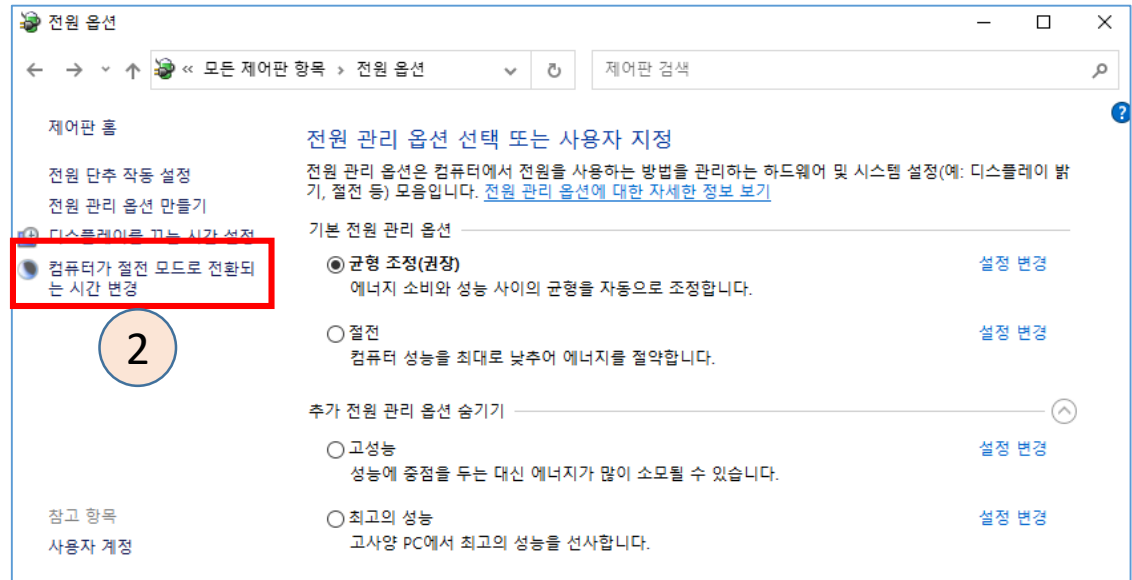 전원 옵션
« 모든 제어판 항목 › 전원 옵션
제어판 검색
제어판 홈
전원 단추 작동 설정
전원 관리 옵션 만들기
디스플레이를 끄는 시간 설정
컴퓨터가 절전 모드로 전환되
는 시간 변경
2
참고 항목
사용자 계정
전원 관리 옵션 선택 또는 사용자 지정
전원 관리 옵션은 컴퓨터에서 전원을 사용하는 방법을 관리하는 하드웨어 및 시스템 설정(예: 디스플레이 밝
기, 절전 등) 모음입니다. 전원 관리 옵션에 대한 자세한 정보 보기
기본 전원 관리 옵션
균형 조정(권장) 설정 변경
에너지 소비와 성능 사이의 균형을 자동으로 조정합니다.
절전 설정 변경
컴퓨터 성능을 최대로 낮추어 에너지를 절약합니다.
추가 전원 관리 옵션 숨기기
고성능 설정 변경
성능에 중점을 두는 대신 에너지가 많이 소모될 수 있습니다.
최고의 성능 설정 변경
고사양 PC에서 최고의 성능을 선사합니다.